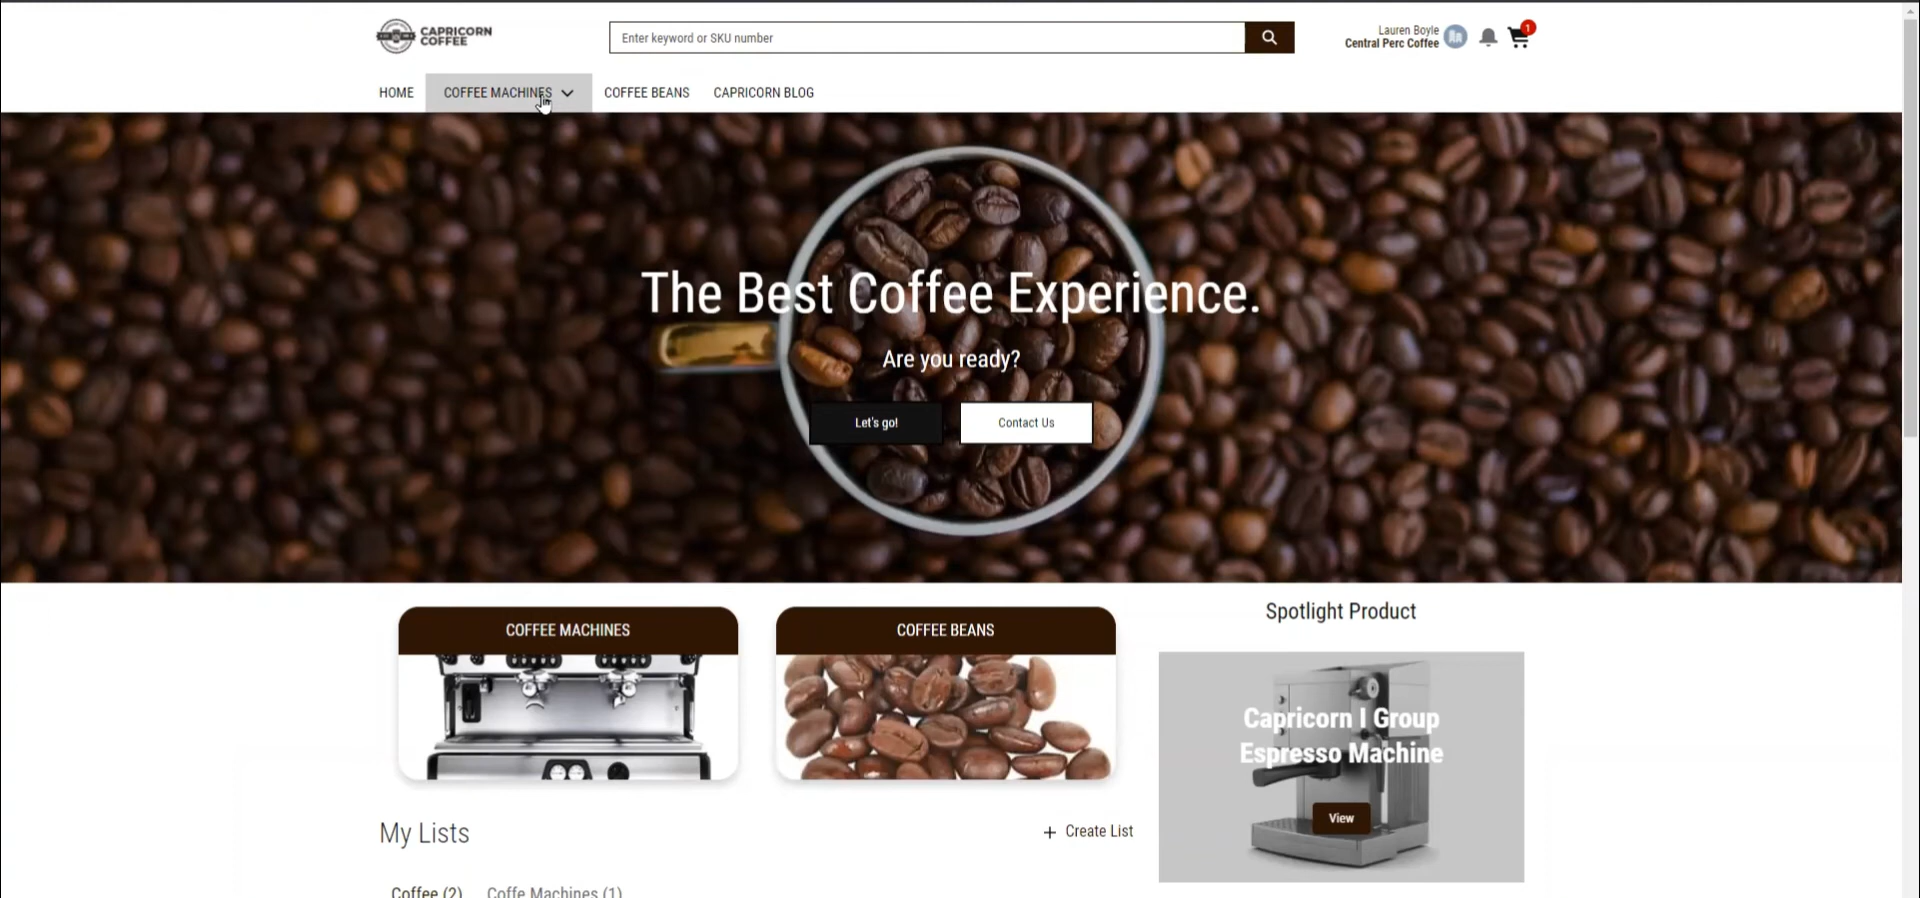 CAPRICORN
COFFEE
Enter keyword or SKU number
Lauren Boyle
Central Perc Coffee
1
HOME
COFFEE MACHINES
COFFEE BEANS
CAPRICORN BLOG
The Best Coffee Experience.
Are you ready?
Let's go!
Contact Us
COFFEE MACHINES
COFFEE BEANS
Spotlight Product
Capricorn I Group
Espresso Machine
View
My Lists
+ Create List
Coffee (2)
Coffe Machines (1)